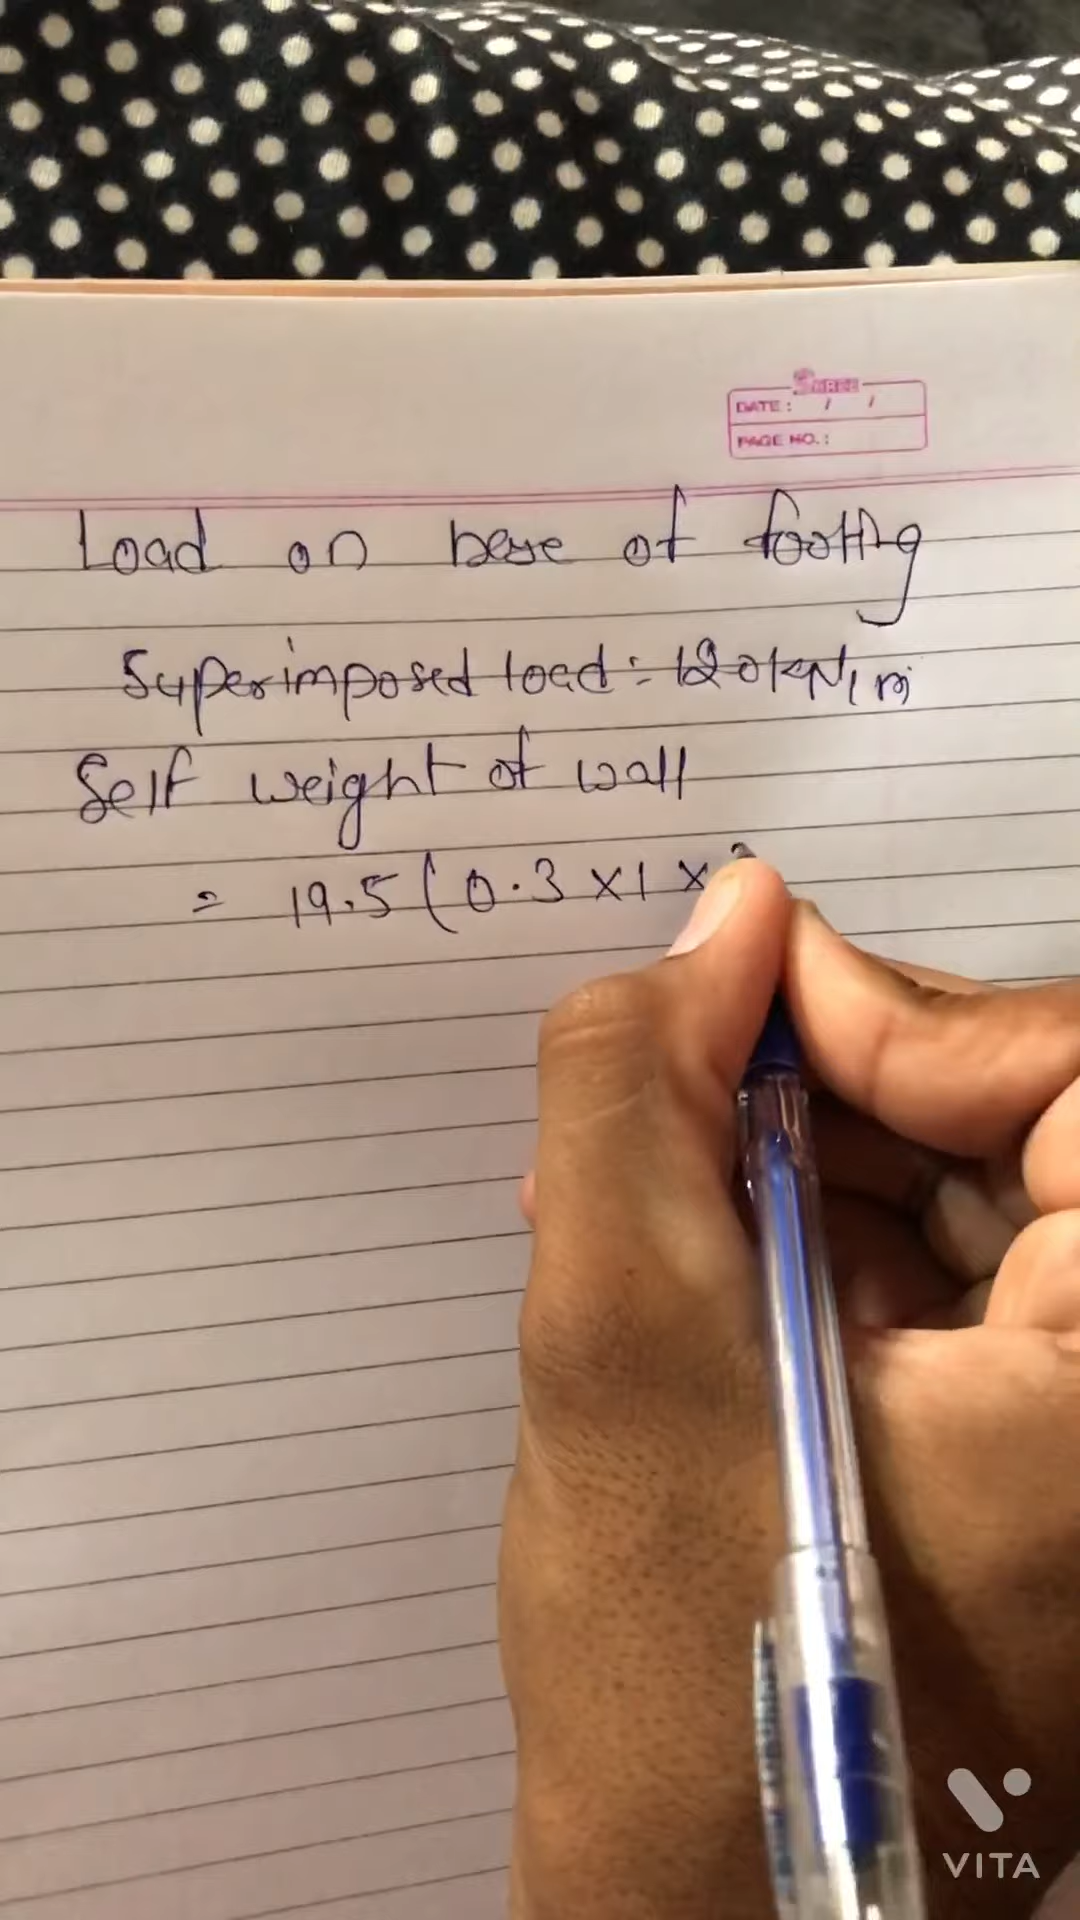 SABEE
DATE: / /
PAGE NO.:
Load on base of footing
Superimposed load = 120 kN/m
Self weight of wall
= 19.5 ( 0.3 x 1 x
VITA